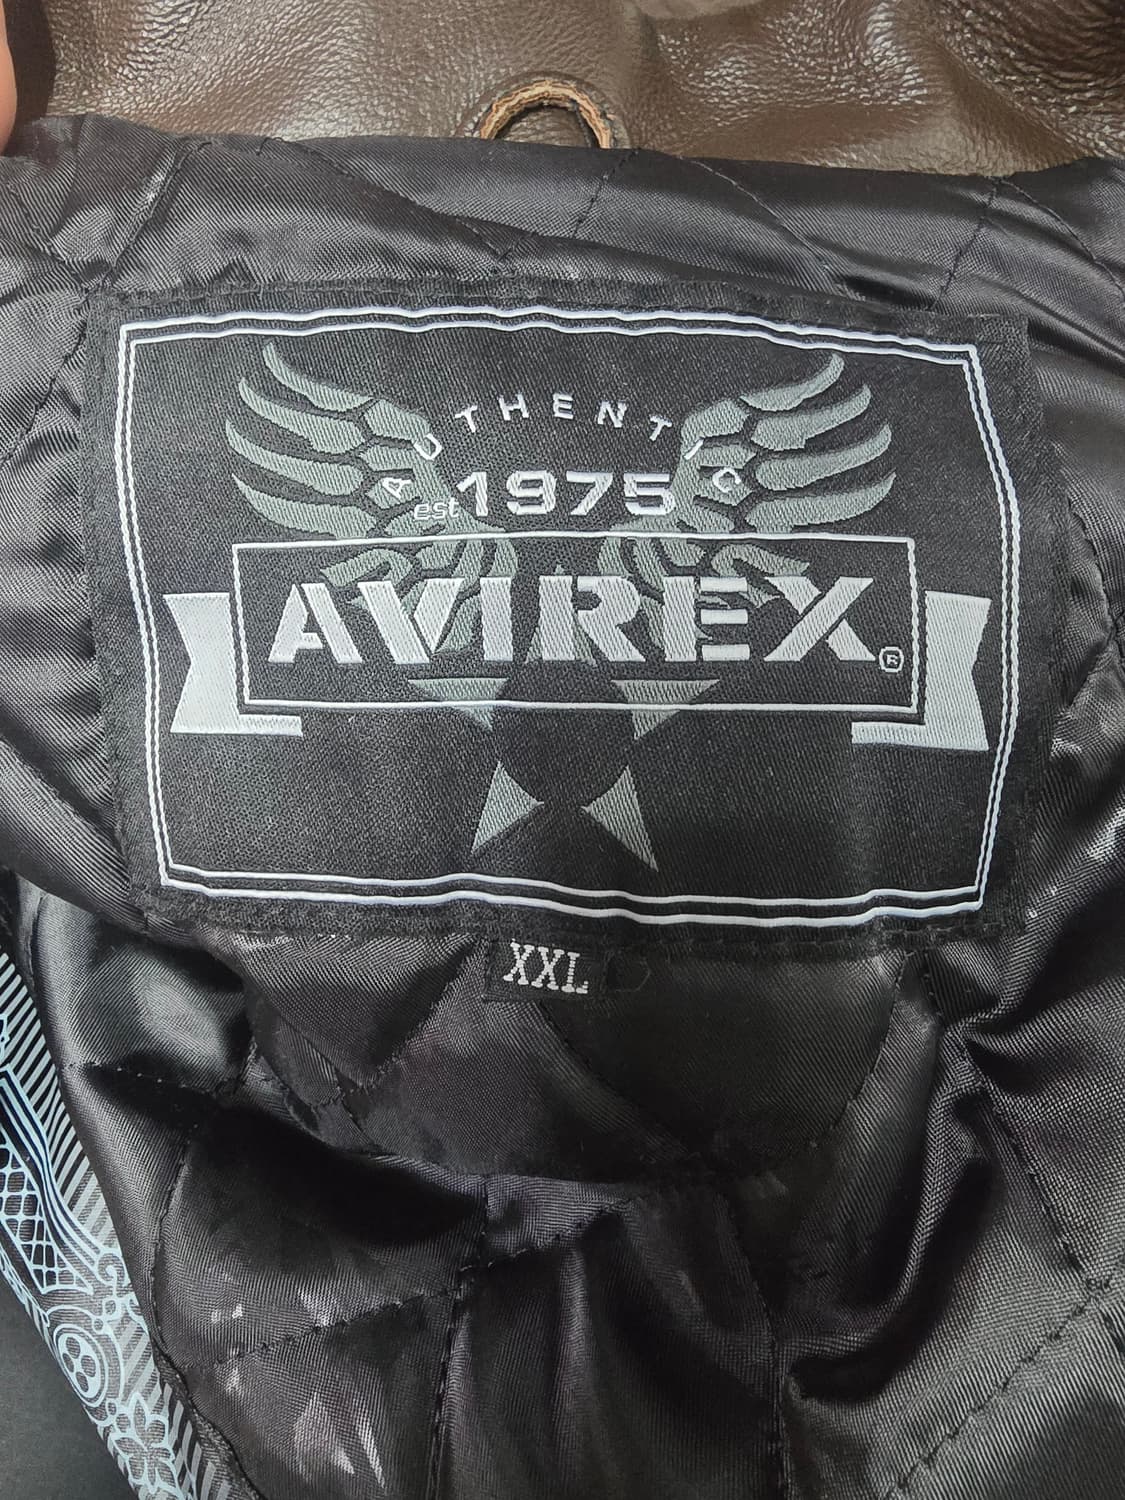 AUTHENTIC
est 1975
AVIREX®
XXL